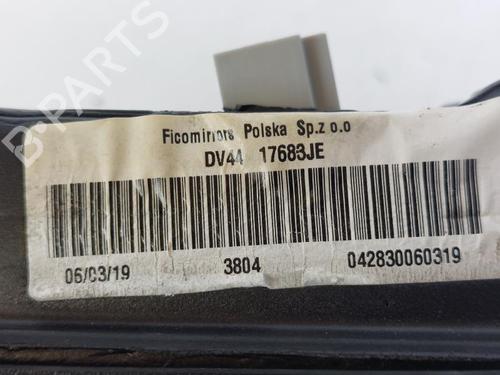 Ficomirrors Polska Sp.z o.o
DV44 17683JE
06/03/19 3804 042830060319
B-PARTS